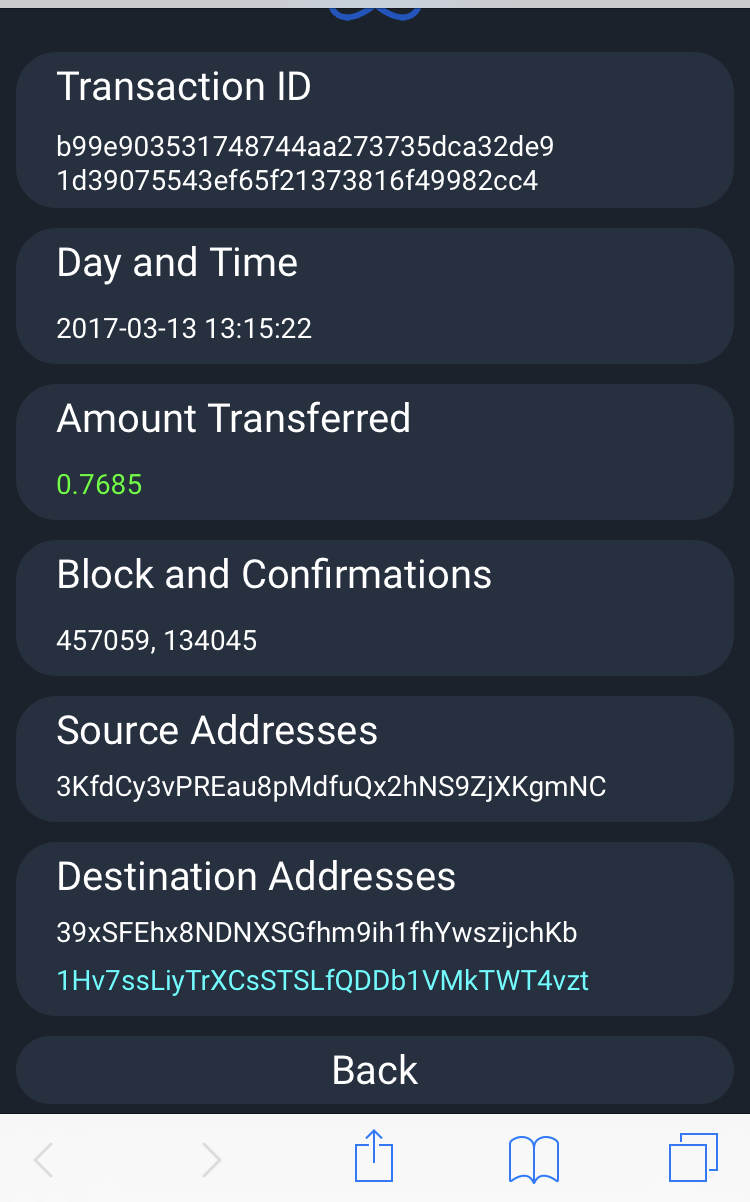 Transaction ID
b99e903531748744aa273735dca32de9
1d39075543ef65f21373816f49982cc4
Day and Time
2017-03-13 13:15:22
Amount Transferred
0.7685
Block and Confirmations
457059, 134045
Source Addresses
3KfdCy3vPREau8pMdfuQx2hNS9ZjXKgmNC
Destination Addresses
39xSFEhx8NDNXSGfhm9ih1fhYwszijchKb
1Hv7ssLiyTrXCsSTSLfQDDb1VMkTWT4vzt
Back